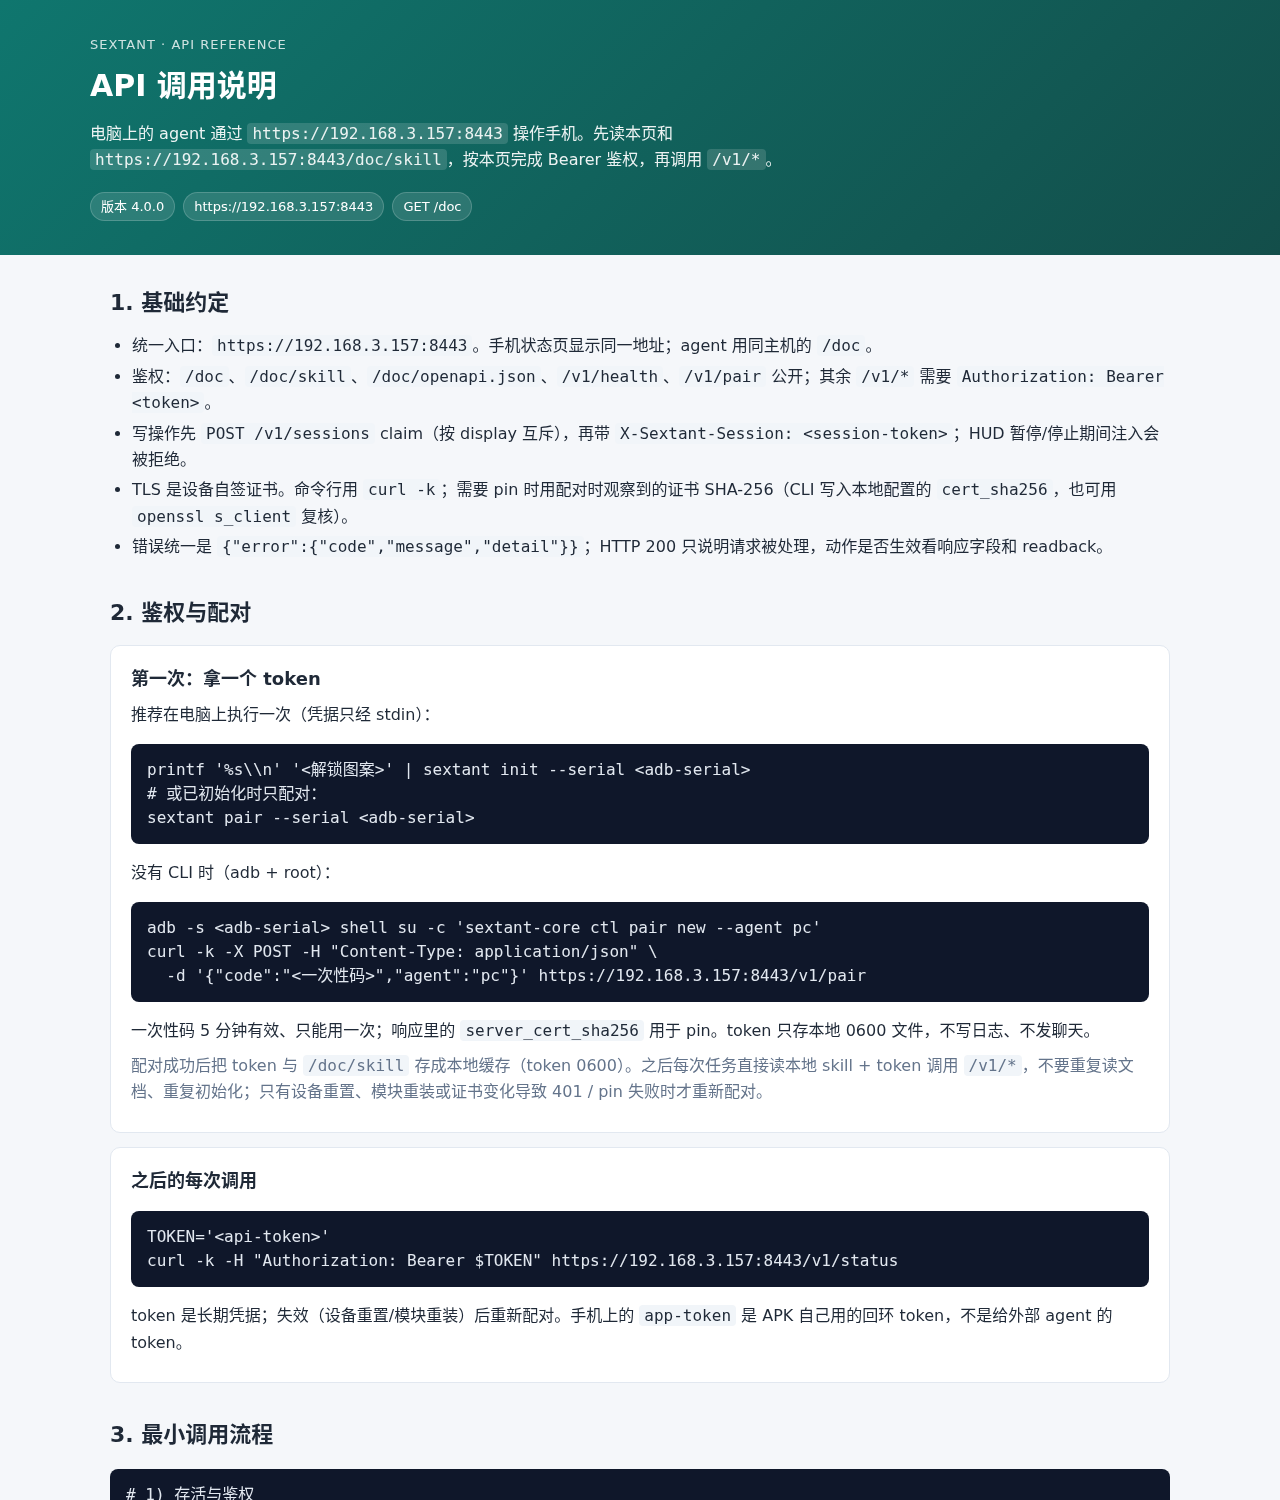 SEXTANT · API REFERENCE
API 调用说明
电脑上的 agent 通过 https://192.168.3.157:8443 操作手机。先读本页和
https://192.168.3.157:8443/doc/skill，按本页完成 Bearer 鉴权，再调用 /v1/*。
版本 4.0.0 https://192.168.3.157:8443 GET /doc
1. 基础约定
• 统一入口：https://192.168.3.157:8443。手机状态页显示同一地址；agent 用同主机的 /doc。
• 鉴权：/doc、/doc/skill、/doc/openapi.json、/v1/health、/v1/pair 公开；其余 /v1/* 需要 Authorization: Bearer
<token>。
• 写操作先 POST /v1/sessions claim（按 display 互斥），再带 X-Sextant-Session: <session-token>；HUD 暂停/停止期间注入会
被拒绝。
• TLS 是设备自签证书。命令行用 curl -k；需要 pin 时用配对时观察到的证书 SHA-256（CLI 写入本地配置的 cert_sha256，也可用
openssl s_client 复核）。
• 错误统一是 {"error":{"code","message","detail"}}；HTTP 200 只说明请求被处理，动作是否生效看响应字段和 readback。
2. 鉴权与配对
第一次：拿一个 token
推荐在电脑上执行一次（凭据只经 stdin）：
printf '%s\\n' '<解锁图案>' | sextant init --serial <adb-serial>
# 或已初始化时只配对：
sextant pair --serial <adb-serial>
没有 CLI 时（adb + root）：
adb -s <adb-serial> shell su -c 'sextant-core ctl pair new --agent pc'
curl -k -X POST -H "Content-Type: application/json" \
  -d '{"code":"<一次性码>","agent":"pc"}' https://192.168.3.157:8443/v1/pair
一次性码 5 分钟有效、只能用一次；响应里的 server_cert_sha256 用于 pin。token 只存本地 0600 文件，不写日志、不发聊天。
配对成功后把 token 与 /doc/skill 存成本地缓存（token 0600）。之后每次任务直接读本地 skill + token 调用 /v1/*，不要重复读文
档、重复初始化；只有设备重置、模块重装或证书变化导致 401 / pin 失败时才重新配对。
之后的每次调用
TOKEN='<api-token>'
curl -k -H "Authorization: Bearer $TOKEN" https://192.168.3.157:8443/v1/status
token 是长期凭据；失效（设备重置/模块重装）后重新配对。手机上的 app-token 是 APK 自己用的回环 token，不是给外部 agent 的
token。
3. 最小调用流程
# 1) 存活与鉴权